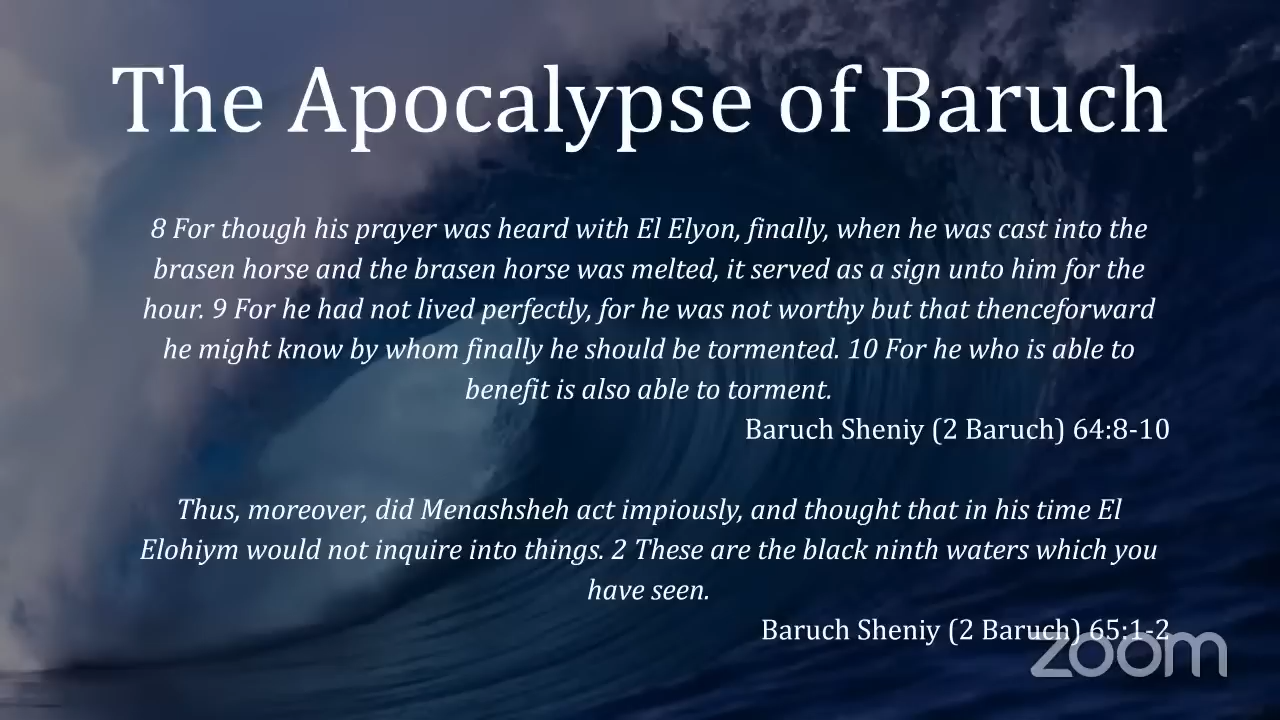 The Apocalypse of Baruch
8 For though his prayer was heard with El Elyon, finally, when he was cast into the
brasen horse and the brasen horse was melted, it served as a sign unto him for the
hour. 9 For he had not lived perfectly, for he was not worthy but that thenceforward
he might know by whom finally he should be tormented. 10 For he who is able to
benefit is also able to torment.
Baruch Sheniy (2 Baruch) 64:8-10
Thus, moreover, did Menashsheh act impiously, and thought that in his time El
Elohiym would not inquire into things. 2 These are the black ninth waters which you
have seen.
Baruch Sheniy (2 Baruch) 65:1-2
zoom